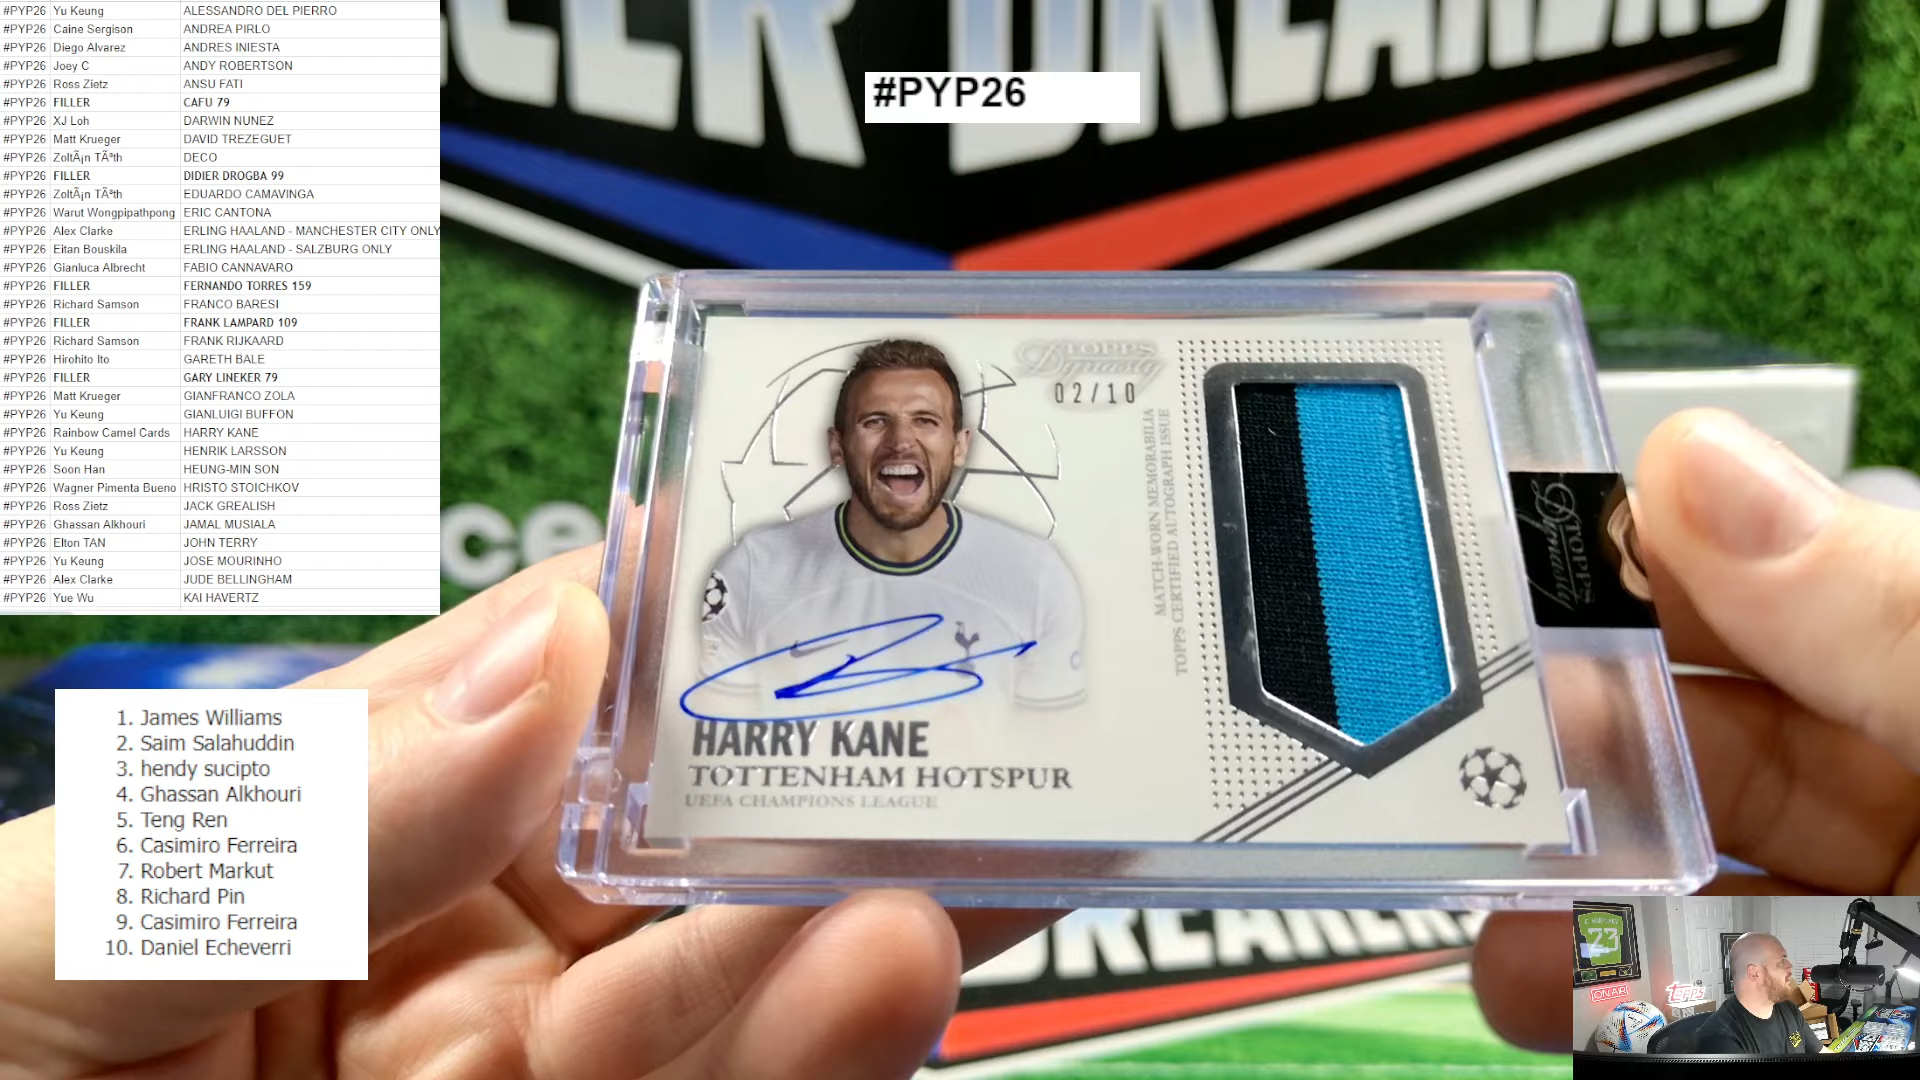 #PYP26 Yu Keung ALESSANDRO DEL PIERRO
#PYP26 Caine Sergison ANDREA PIRLO
#PYP26 Diego Alvarez ANDRES INIESTA
#PYP26 Joey C ANDY ROBERTSON
#PYP26 Ross Zietz ANSU FATI
#PYP26 FILLER CAFU 79
#PYP26 XJ Loh DARWIN NUNEZ
#PYP26 Matt Krueger DAVID TREZEGUET
#PYP26 ZoltÃ¡n TÃ³th DECO
#PYP26 FILLER DIDIER DROGBA 99
#PYP26 ZoltÃ¡n TÃ³th EDUARDO CAMAVINGA
#PYP26 Warut Wongpipathpong ERIC CANTONA
#PYP26 Alex Clarke ERLING HAALAND - MANCHESTER CITY ONLY
#PYP26 Eitan Bouskila ERLING HAALAND - SALZBURG ONLY
#PYP26 Gianluca Albrecht FABIO CANNAVARO
#PYP26 FILLER FERNANDO TORRES 159
#PYP26 Richard Samson FRANCO BARESI
#PYP26 FILLER FRANK LAMPARD 109
#PYP26 Richard Samson FRANK RIJKAARD
#PYP26 Hirohito Ito GARETH BALE
#PYP26 FILLER GARY LINEKER 79
#PYP26 Matt Krueger GIANFRANCO ZOLA
#PYP26 Yu Keung GIANLUIGI BUFFON
#PYP26 Rainbow Camel Cards HARRY KANE
#PYP26 Yu Keung HENRIK LARSSON
#PYP26 Soon Han HEUNG-MIN SON
#PYP26 Wagner Pimenta Bueno HRISTO STOICHKOV
#PYP26 Ross Zietz JACK GREALISH
#PYP26 Ghassan Alkhouri JAMAL MUSIALA
#PYP26 Elton TAN JOHN TERRY
#PYP26 Yu Keung JOSE MOURINHO
#PYP26 Alex Clarke JUDE BELLINGHAM
#PYP26 Yue Wu KAI HAVERTZ
#PYP26
TOPPS
Dynasty
02/10
MATCH-WORN MEMORABILIA
TOPPS CERTIFIED AUTOGRAPH ISSUE
HARRY KANE
TOTTENHAM HOTSPUR
UEFA CHAMPIONS LEAGUE
TOPPS
Dynasty
1. James Williams
2. Saim Salahuddin
3. hendy sucipto
4. Ghassan Alkhouri
5. Teng Ren
6. Casimiro Ferreira
7. Robert Markut
8. Richard Pin
9. Casimiro Ferreira
10. Daniel Echeverri
BREAKERS
23
ON AIR
topps